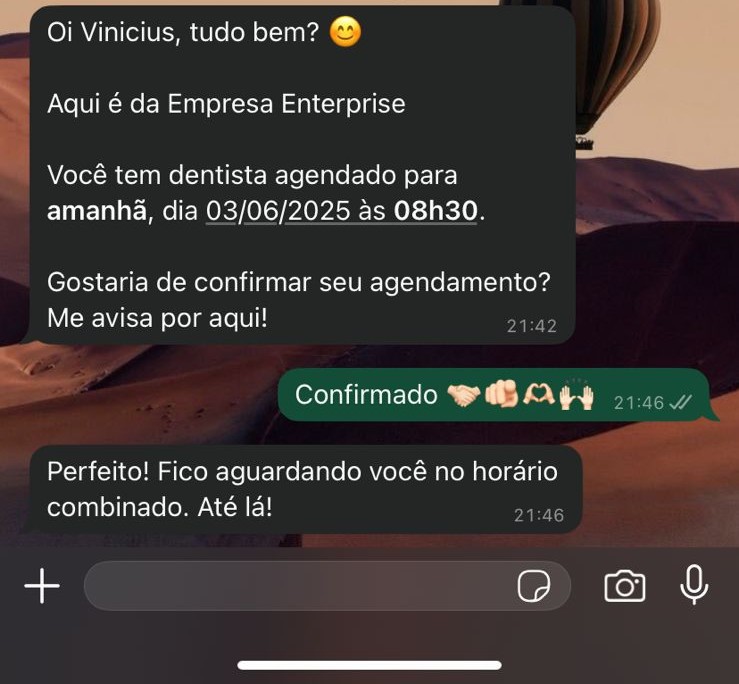 Oi Vinicius, tudo bem? 😊
Aqui é da Empresa Enterprise
Você tem dentista agendado para
amanhã, dia 03/06/2025 às 08h30.
Gostaria de confirmar seu agendamento?
Me avisa por aqui!
21:42
Confirmado 🤝🏻🫵🏻🫶🏻🙌🏻
21:46
Perfeito! Fico aguardando você no horário
combinado. Até lá!
21:46